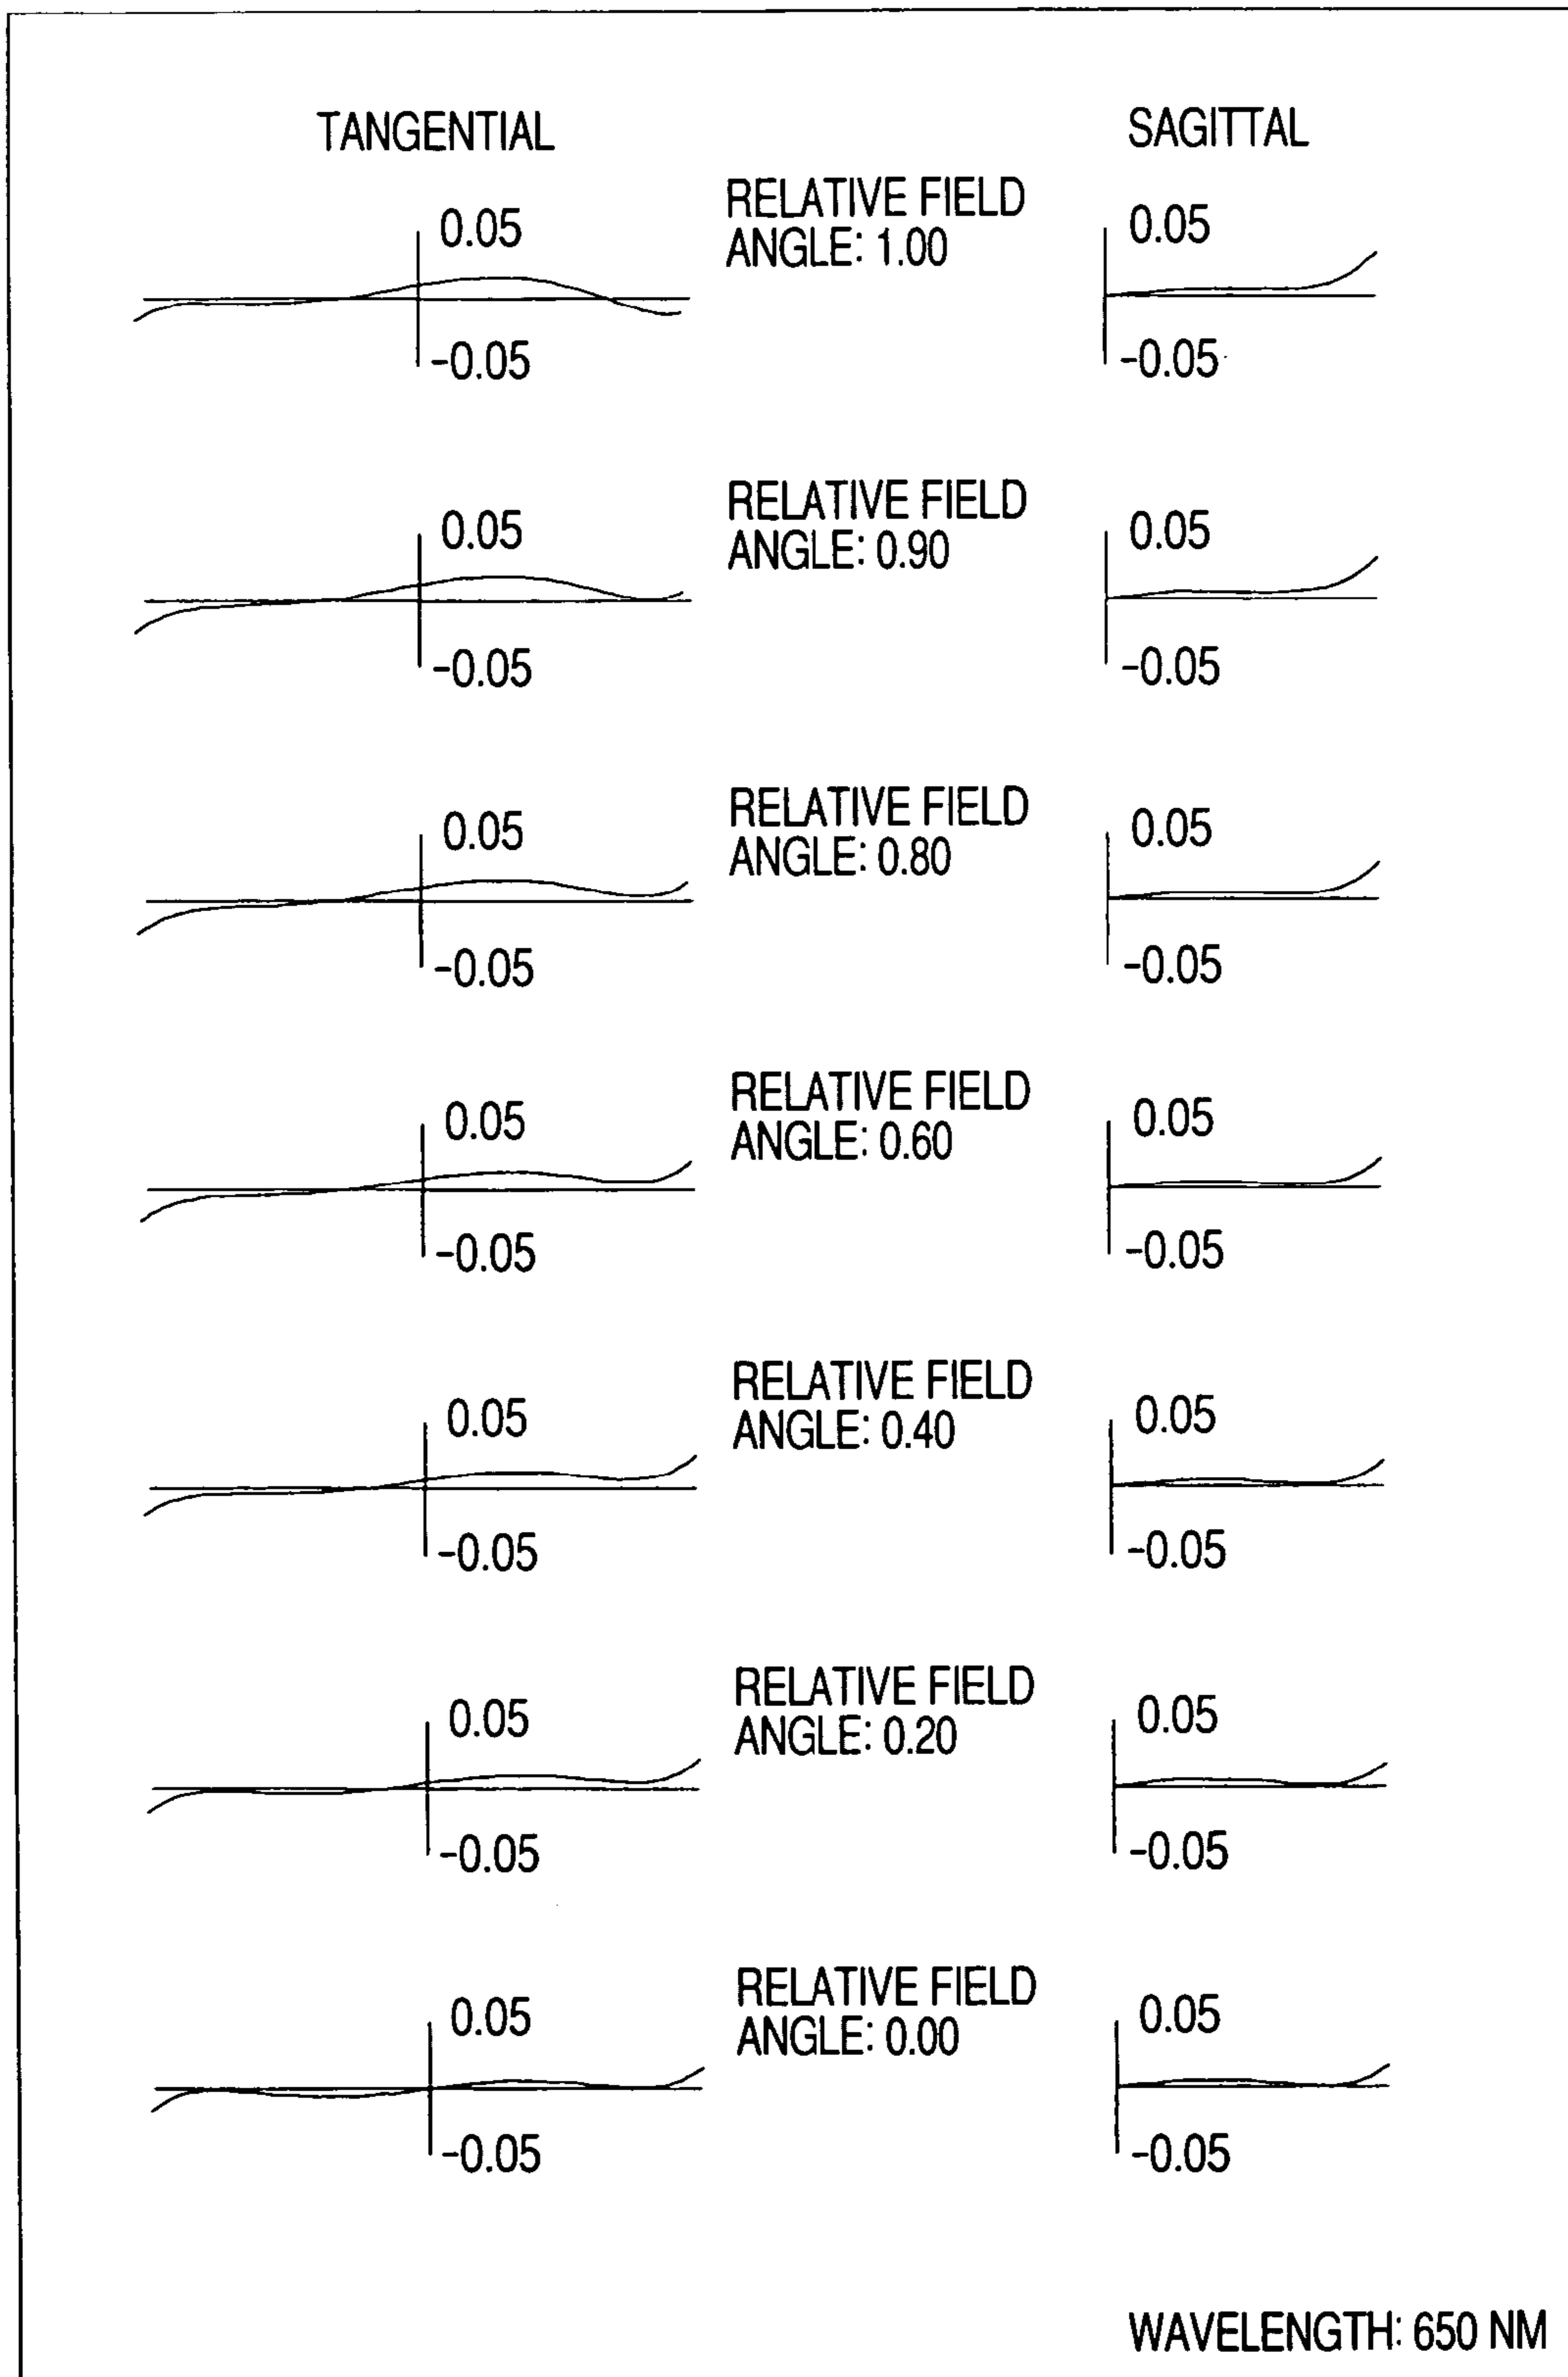 TANGENTIAL
SAGITTAL
0.05
RELATIVE FIELD
ANGLE: 1.00
0.05
-0.05
-0.05
0.05
RELATIVE FIELD
ANGLE: 0.90
0.05
-0.05
-0.05
0.05
RELATIVE FIELD
ANGLE: 0.80
0.05
-0.05
-0.05
0.05
RELATIVE FIELD
ANGLE: 0.60
0.05
-0.05
-0.05
0.05
RELATIVE FIELD
ANGLE: 0.40
0.05
-0.05
-0.05
0.05
RELATIVE FIELD
ANGLE: 0.20
0.05
-0.05
-0.05
0.05
RELATIVE FIELD
ANGLE: 0.00
0.05
-0.05
-0.05
WAVELENGTH: 650 NM